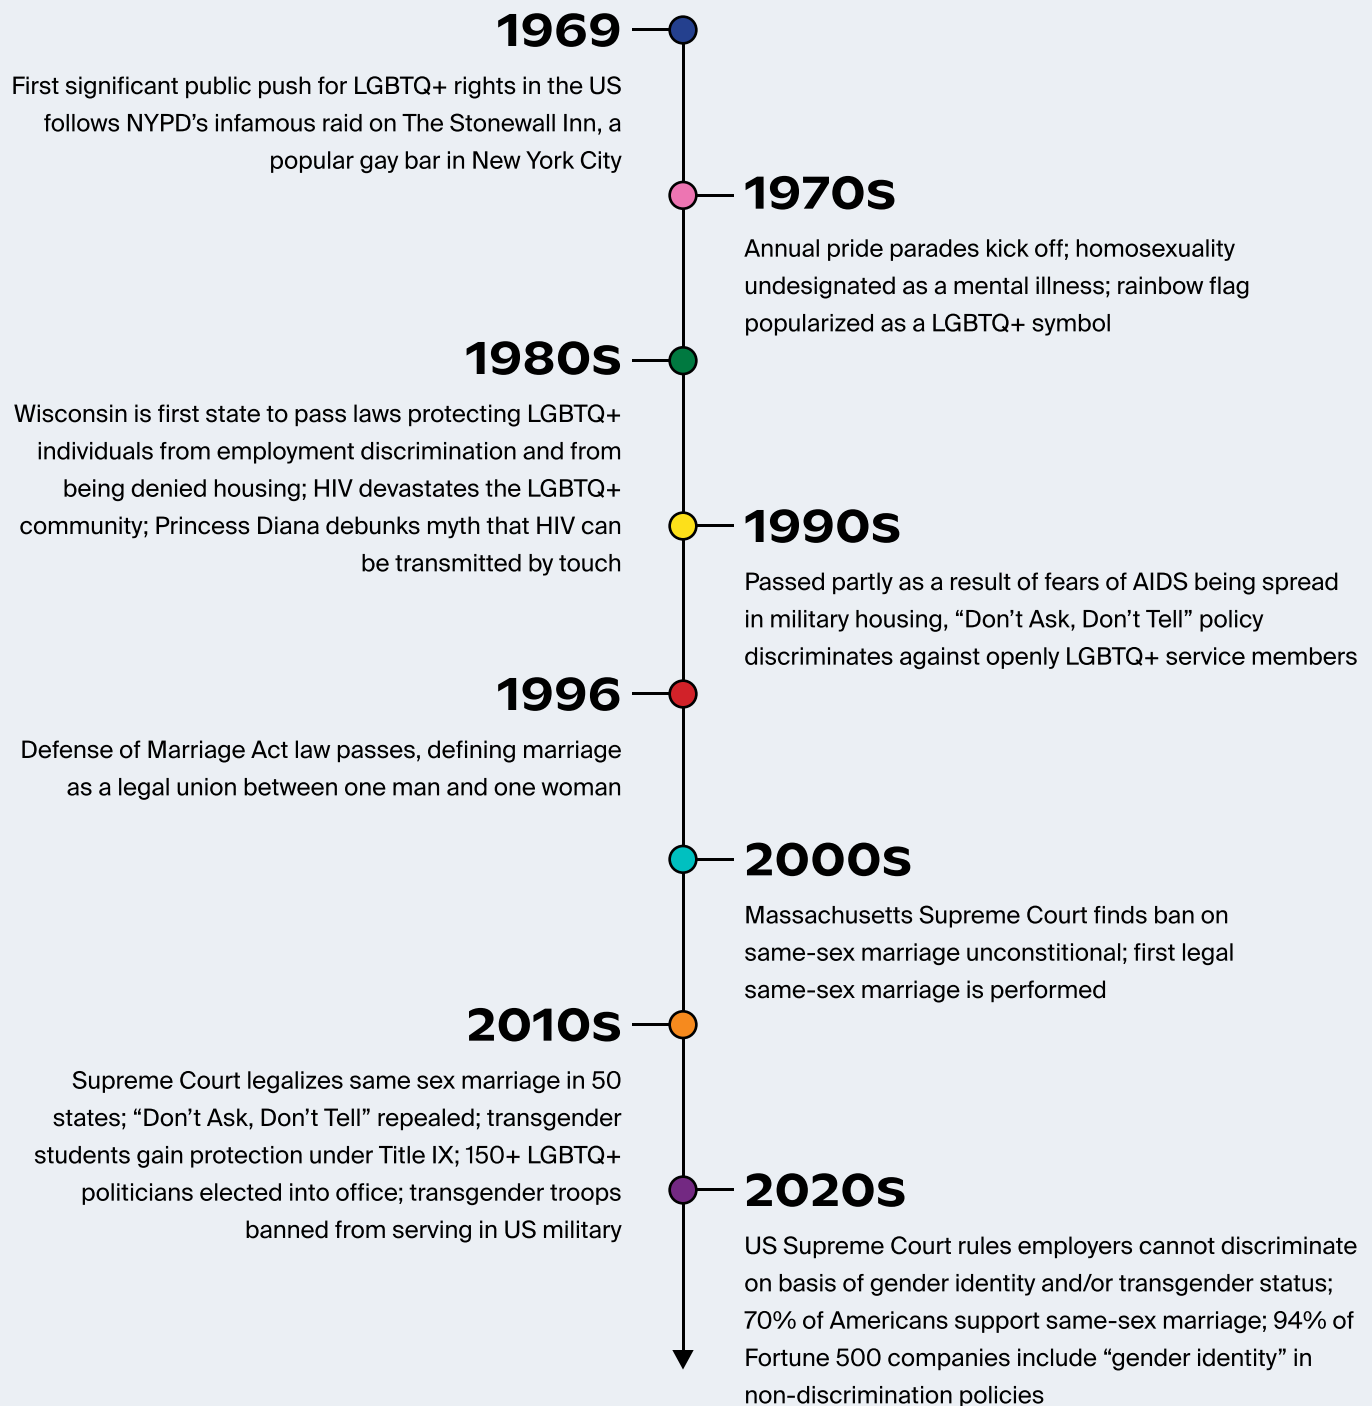 1969
First significant public push for LGBTQ+ rights in the US
follows NYPD’s infamous raid on The Stonewall Inn, a
popular gay bar in New York City
1970s
Annual pride parades kick off; homosexuality
undesignated as a mental illness; rainbow flag
popularized as a LGBTQ+ symbol
1980s
Wisconsin is first state to pass laws protecting LGBTQ+
individuals from employment discrimination and from
being denied housing; HIV devastates the LGBTQ+
community; Princess Diana debunks myth that HIV can
be transmitted by touch
1990s
Passed partly as a result of fears of AIDS being spread
in military housing, “Don’t Ask, Don’t Tell” policy
discriminates against openly LGBTQ+ service members
1996
Defense of Marriage Act law passes, defining marriage
as a legal union between one man and one woman
2000s
Massachusetts Supreme Court finds ban on
same-sex marriage unconstitional; first legal
same-sex marriage is performed
2010s
Supreme Court legalizes same sex marriage in 50
states; “Don’t Ask, Don’t Tell” repealed; transgender
students gain protection under Title IX; 150+ LGBTQ+
politicians elected into office; transgender troops
banned from serving in US military
2020s
US Supreme Court rules employers cannot discriminate
on basis of gender identity and/or transgender status;
70% of Americans support same-sex marriage; 94% of
Fortune 500 companies include “gender identity” in
non-discrimination policies